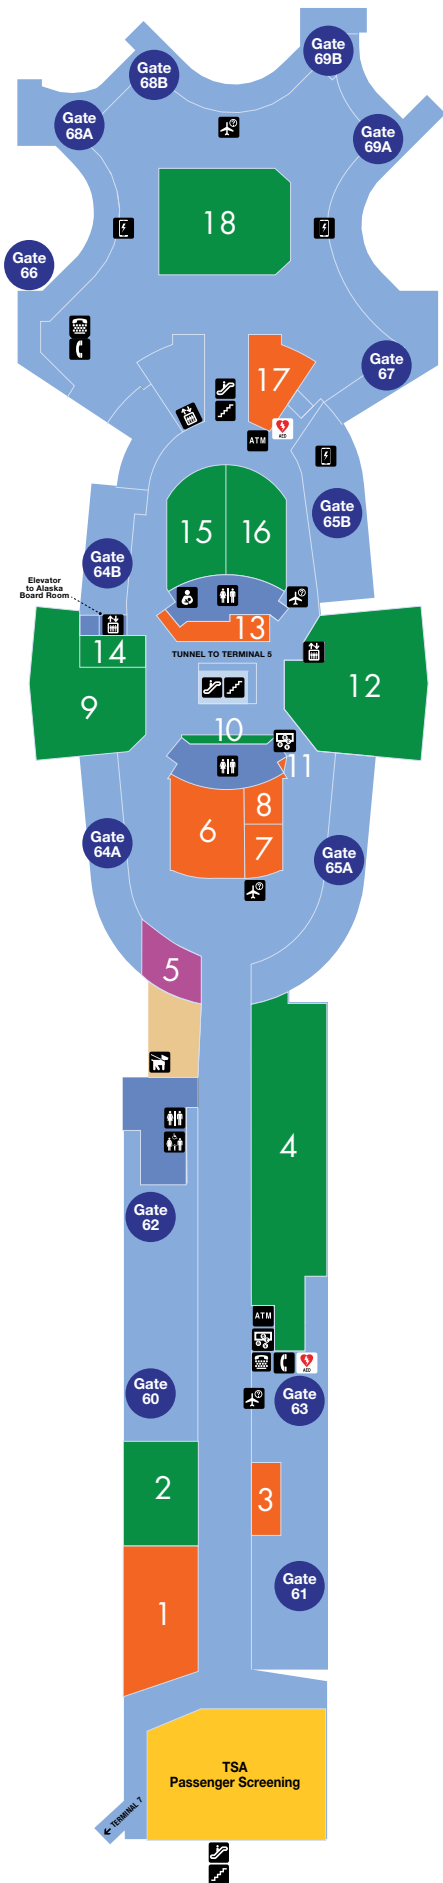 Gate
69B
Gate
68B
Gate
68A
Gate
69A
18
Gate
66
Gate
67
17
ATM
AED
15
16
Gate
65B
Gate
64B
Elevator
to Alaska
Board Room
13
TUNNEL TO TERMINAL 5
14
9
12
10
11
6
8
7
Gate
64A
Gate
65A
5
4
Gate
62
ATM
AED
Gate
60
Gate
63
2
3
1
Gate
61
TSA
Passenger Screening
← TERMINAL 7